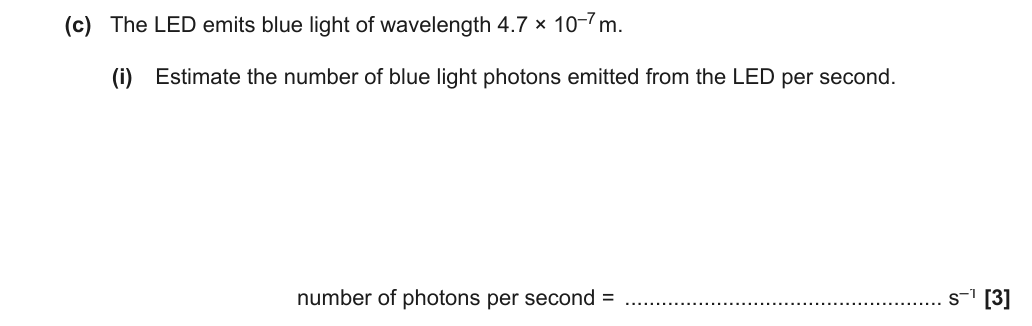 (c) The LED emits blue light of wavelength 4.7 × 10⁻⁷ m.
(i) Estimate the number of blue light photons emitted from the LED per second.
number of photons per second = .................................................... s⁻¹ [3]